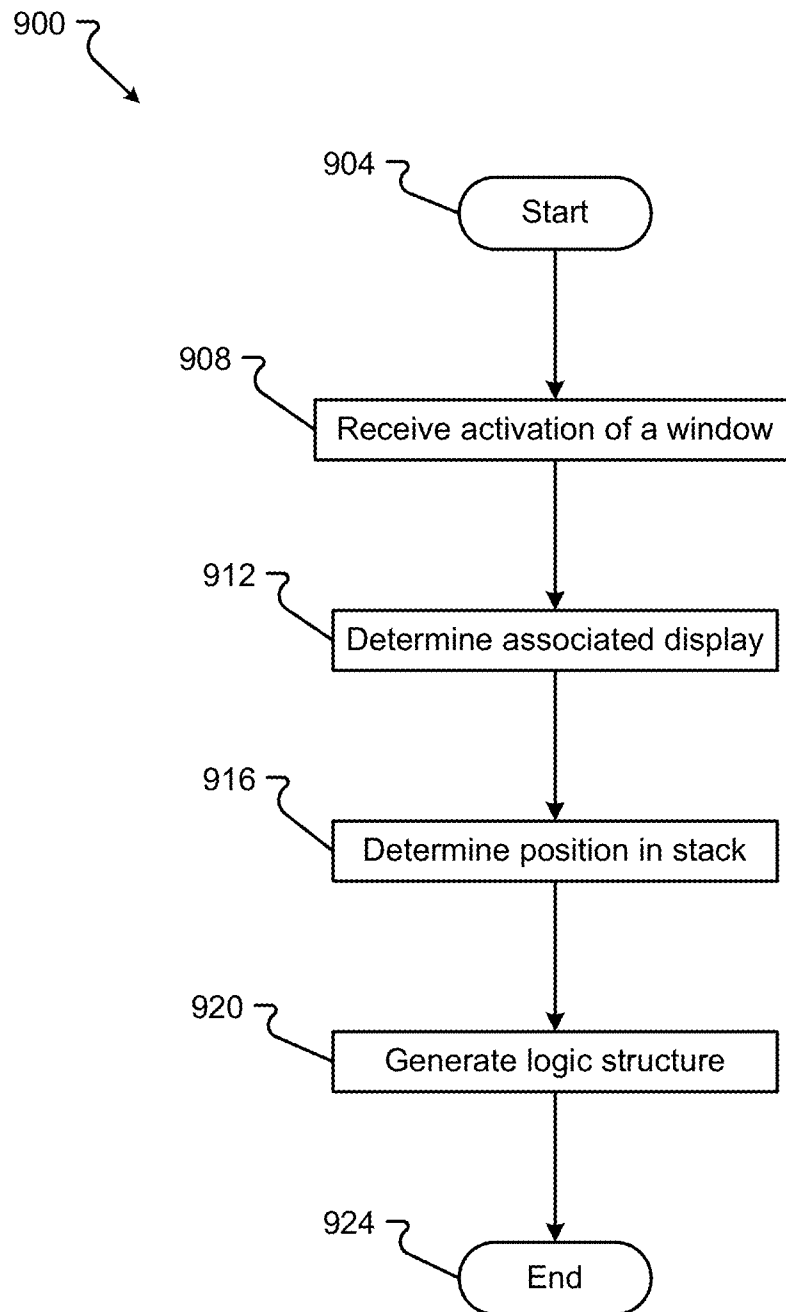 900
904
Start
908
Receive activation of a window
912
Determine associated display
916
Determine position in stack
920
Generate logic structure
924
End